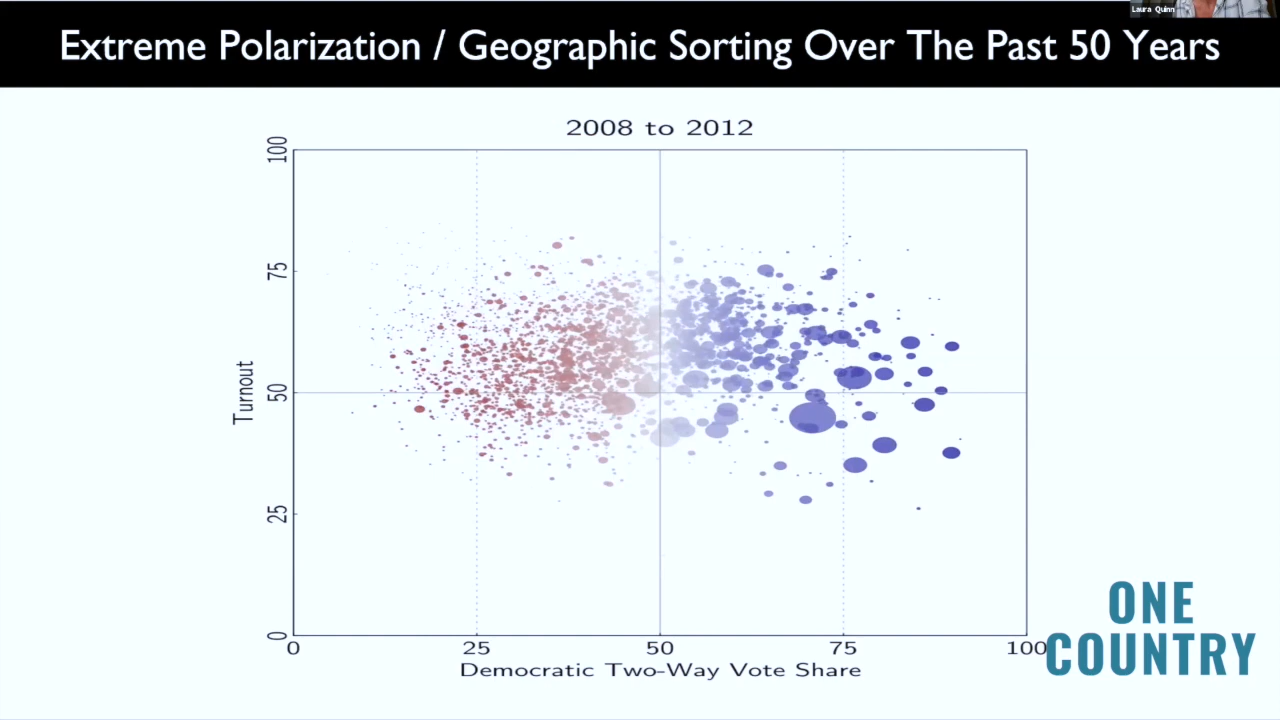 Laura Quinn
Extreme Polarization / Geographic Sorting Over The Past 50 Years
2008 to 2012
100
75
50
25
0
Turnout
0 25 50 75 100
Democratic Two-Way Vote Share
ONE
COUNTRY